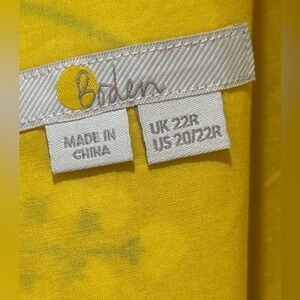 Boden
MADE IN
CHINA
UK 22R
US 20/22R